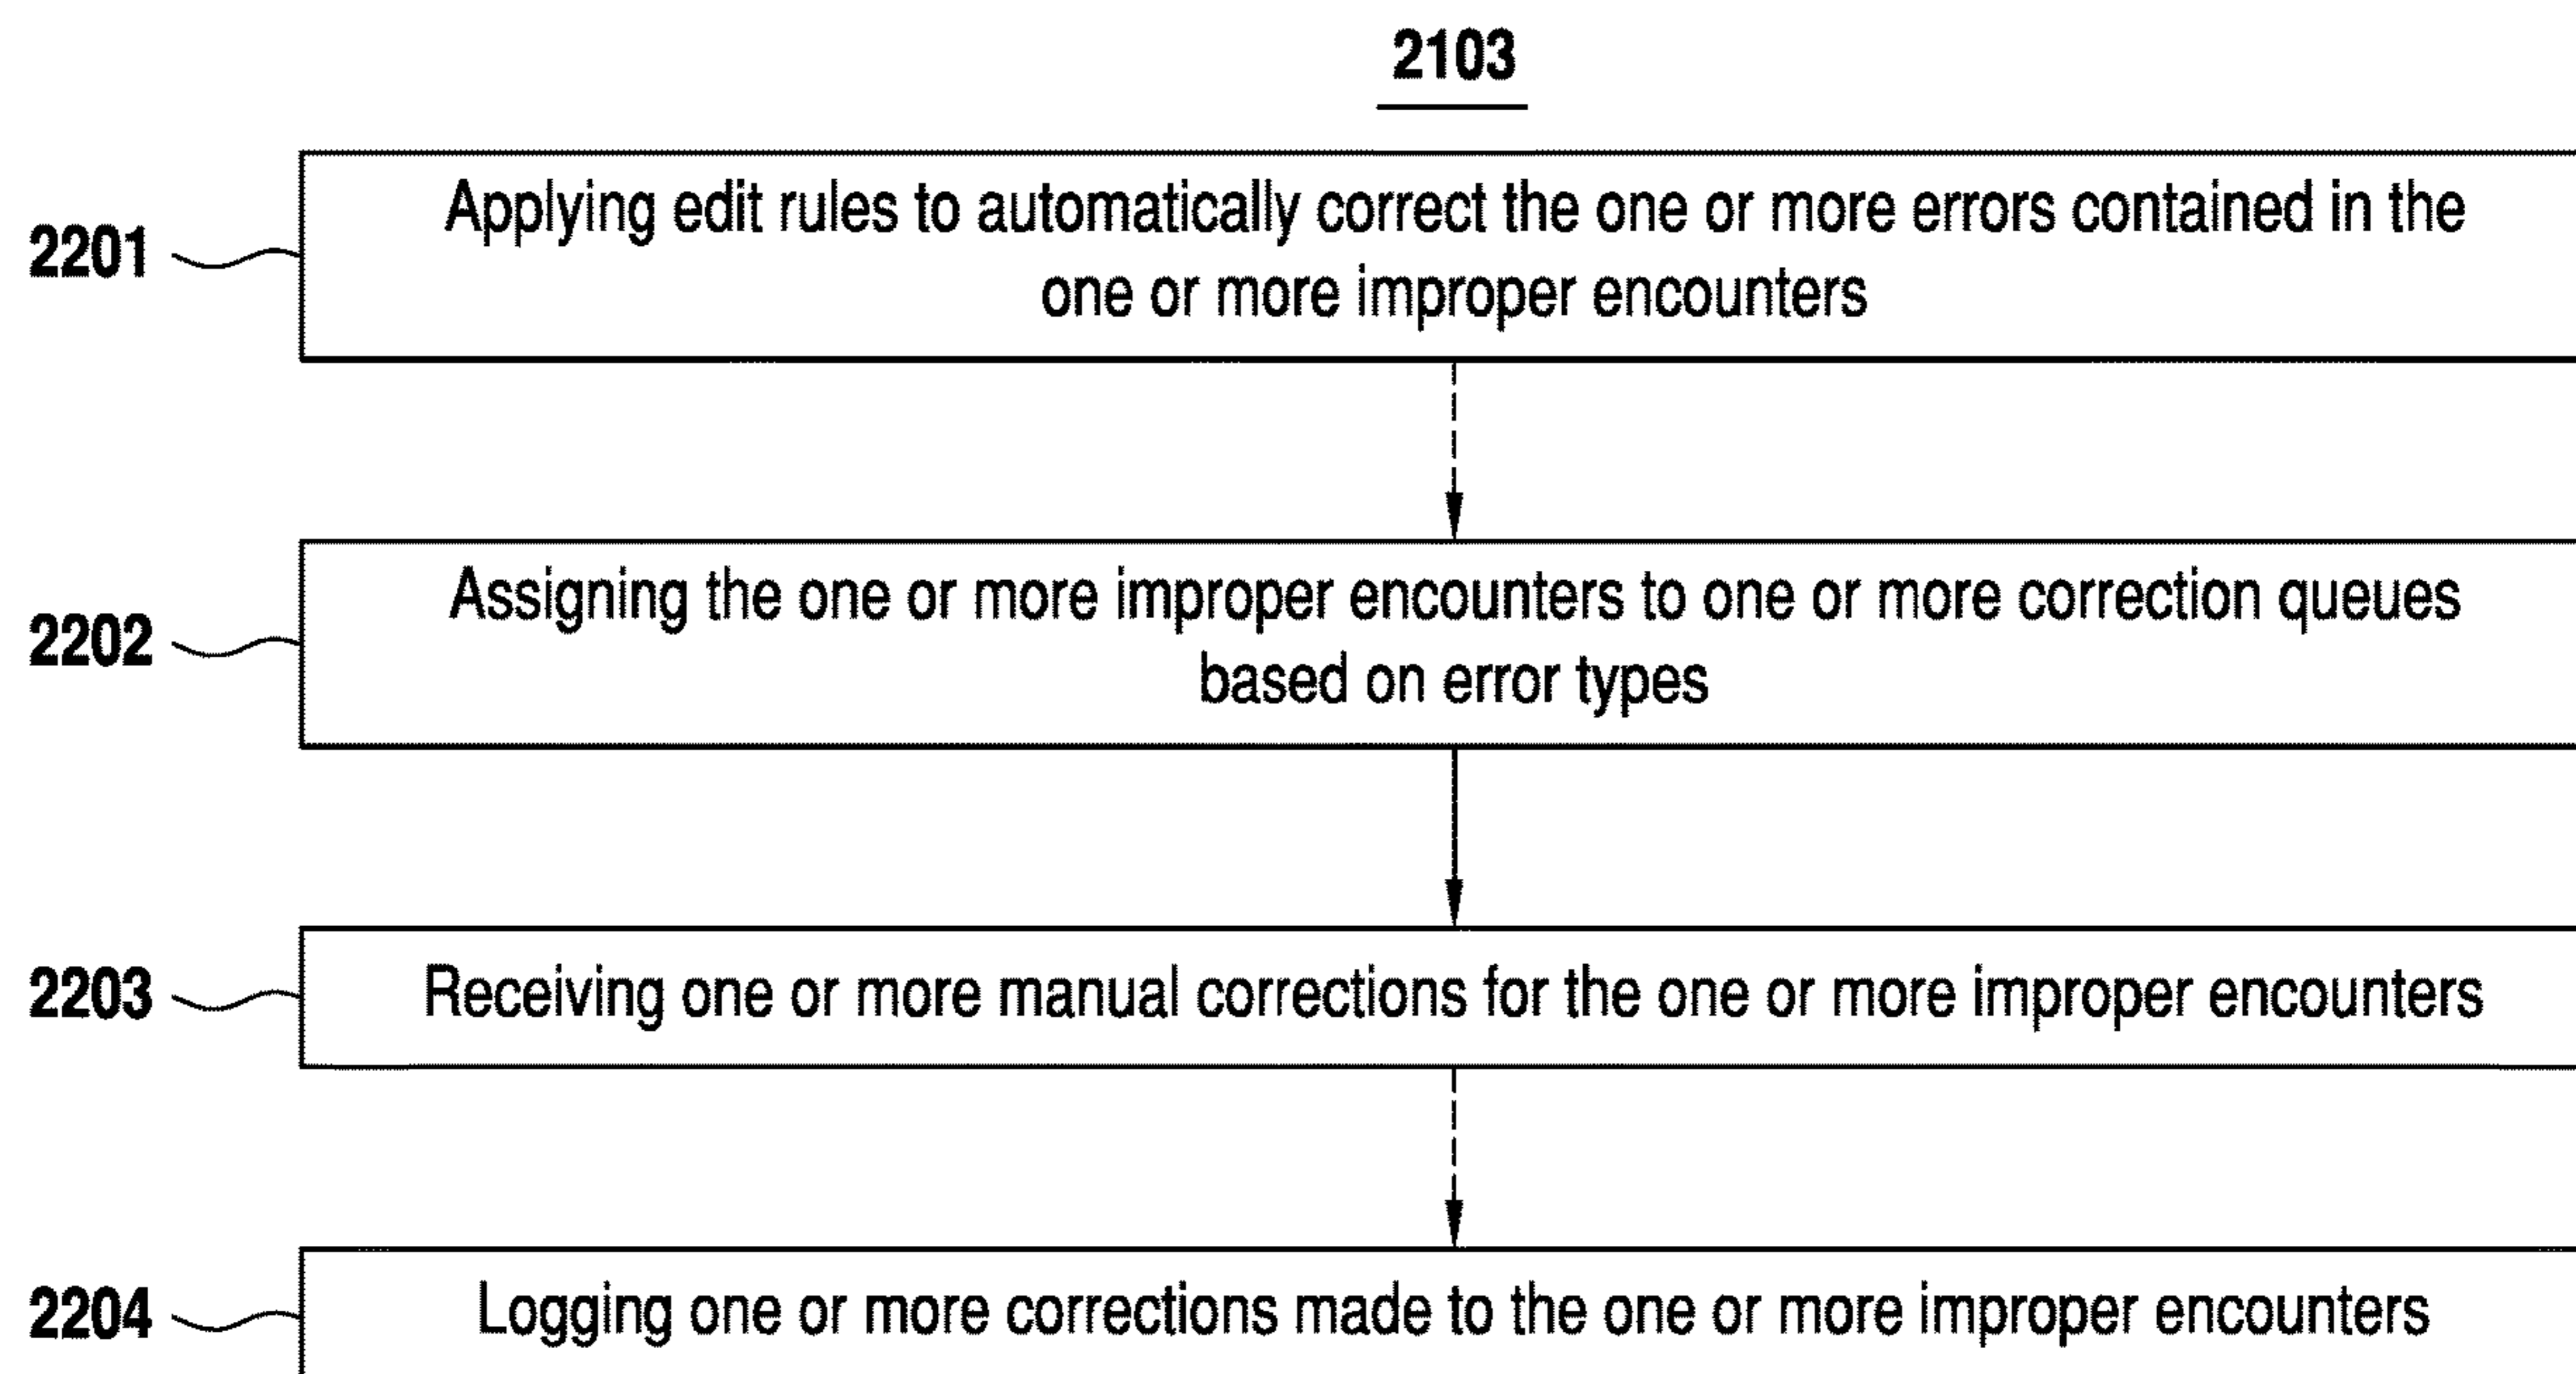 2103
2201
Applying edit rules to automatically correct the one or more errors contained in the
one or more improper encounters
2202
Assigning the one or more improper encounters to one or more correction queues
based on error types
2203
Receiving one or more manual corrections for the one or more improper encounters
2204
Logging one or more corrections made to the one or more improper encounters